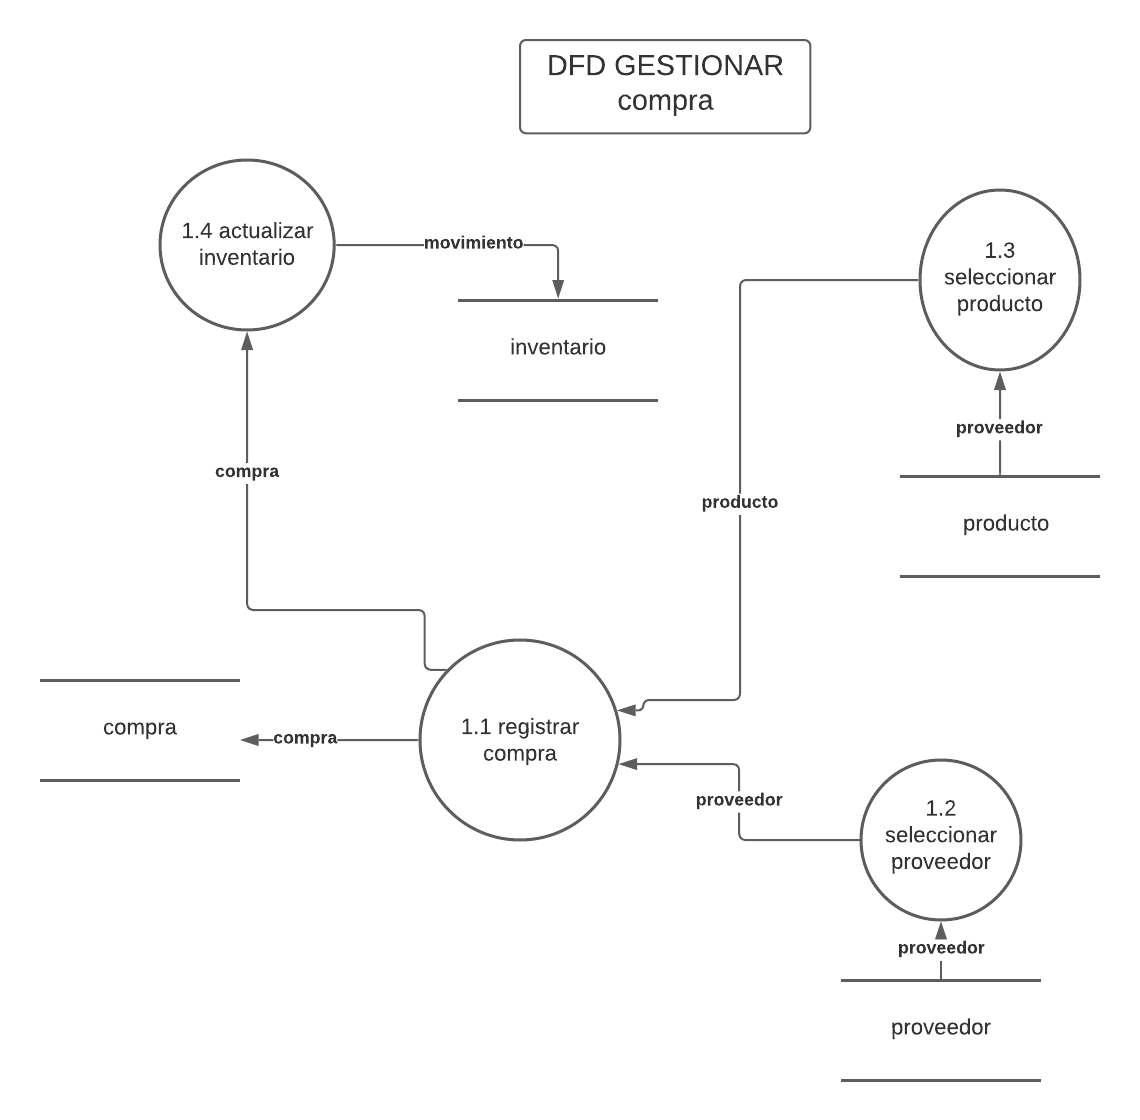 DFD GESTIONAR
compra
1.4 actualizar
inventario
movimiento
inventario
1.3
seleccionar
producto
proveedor
producto
compra
producto
compra
compra
1.1 registrar
compra
proveedor
1.2
seleccionar
proveedor
proveedor
proveedor